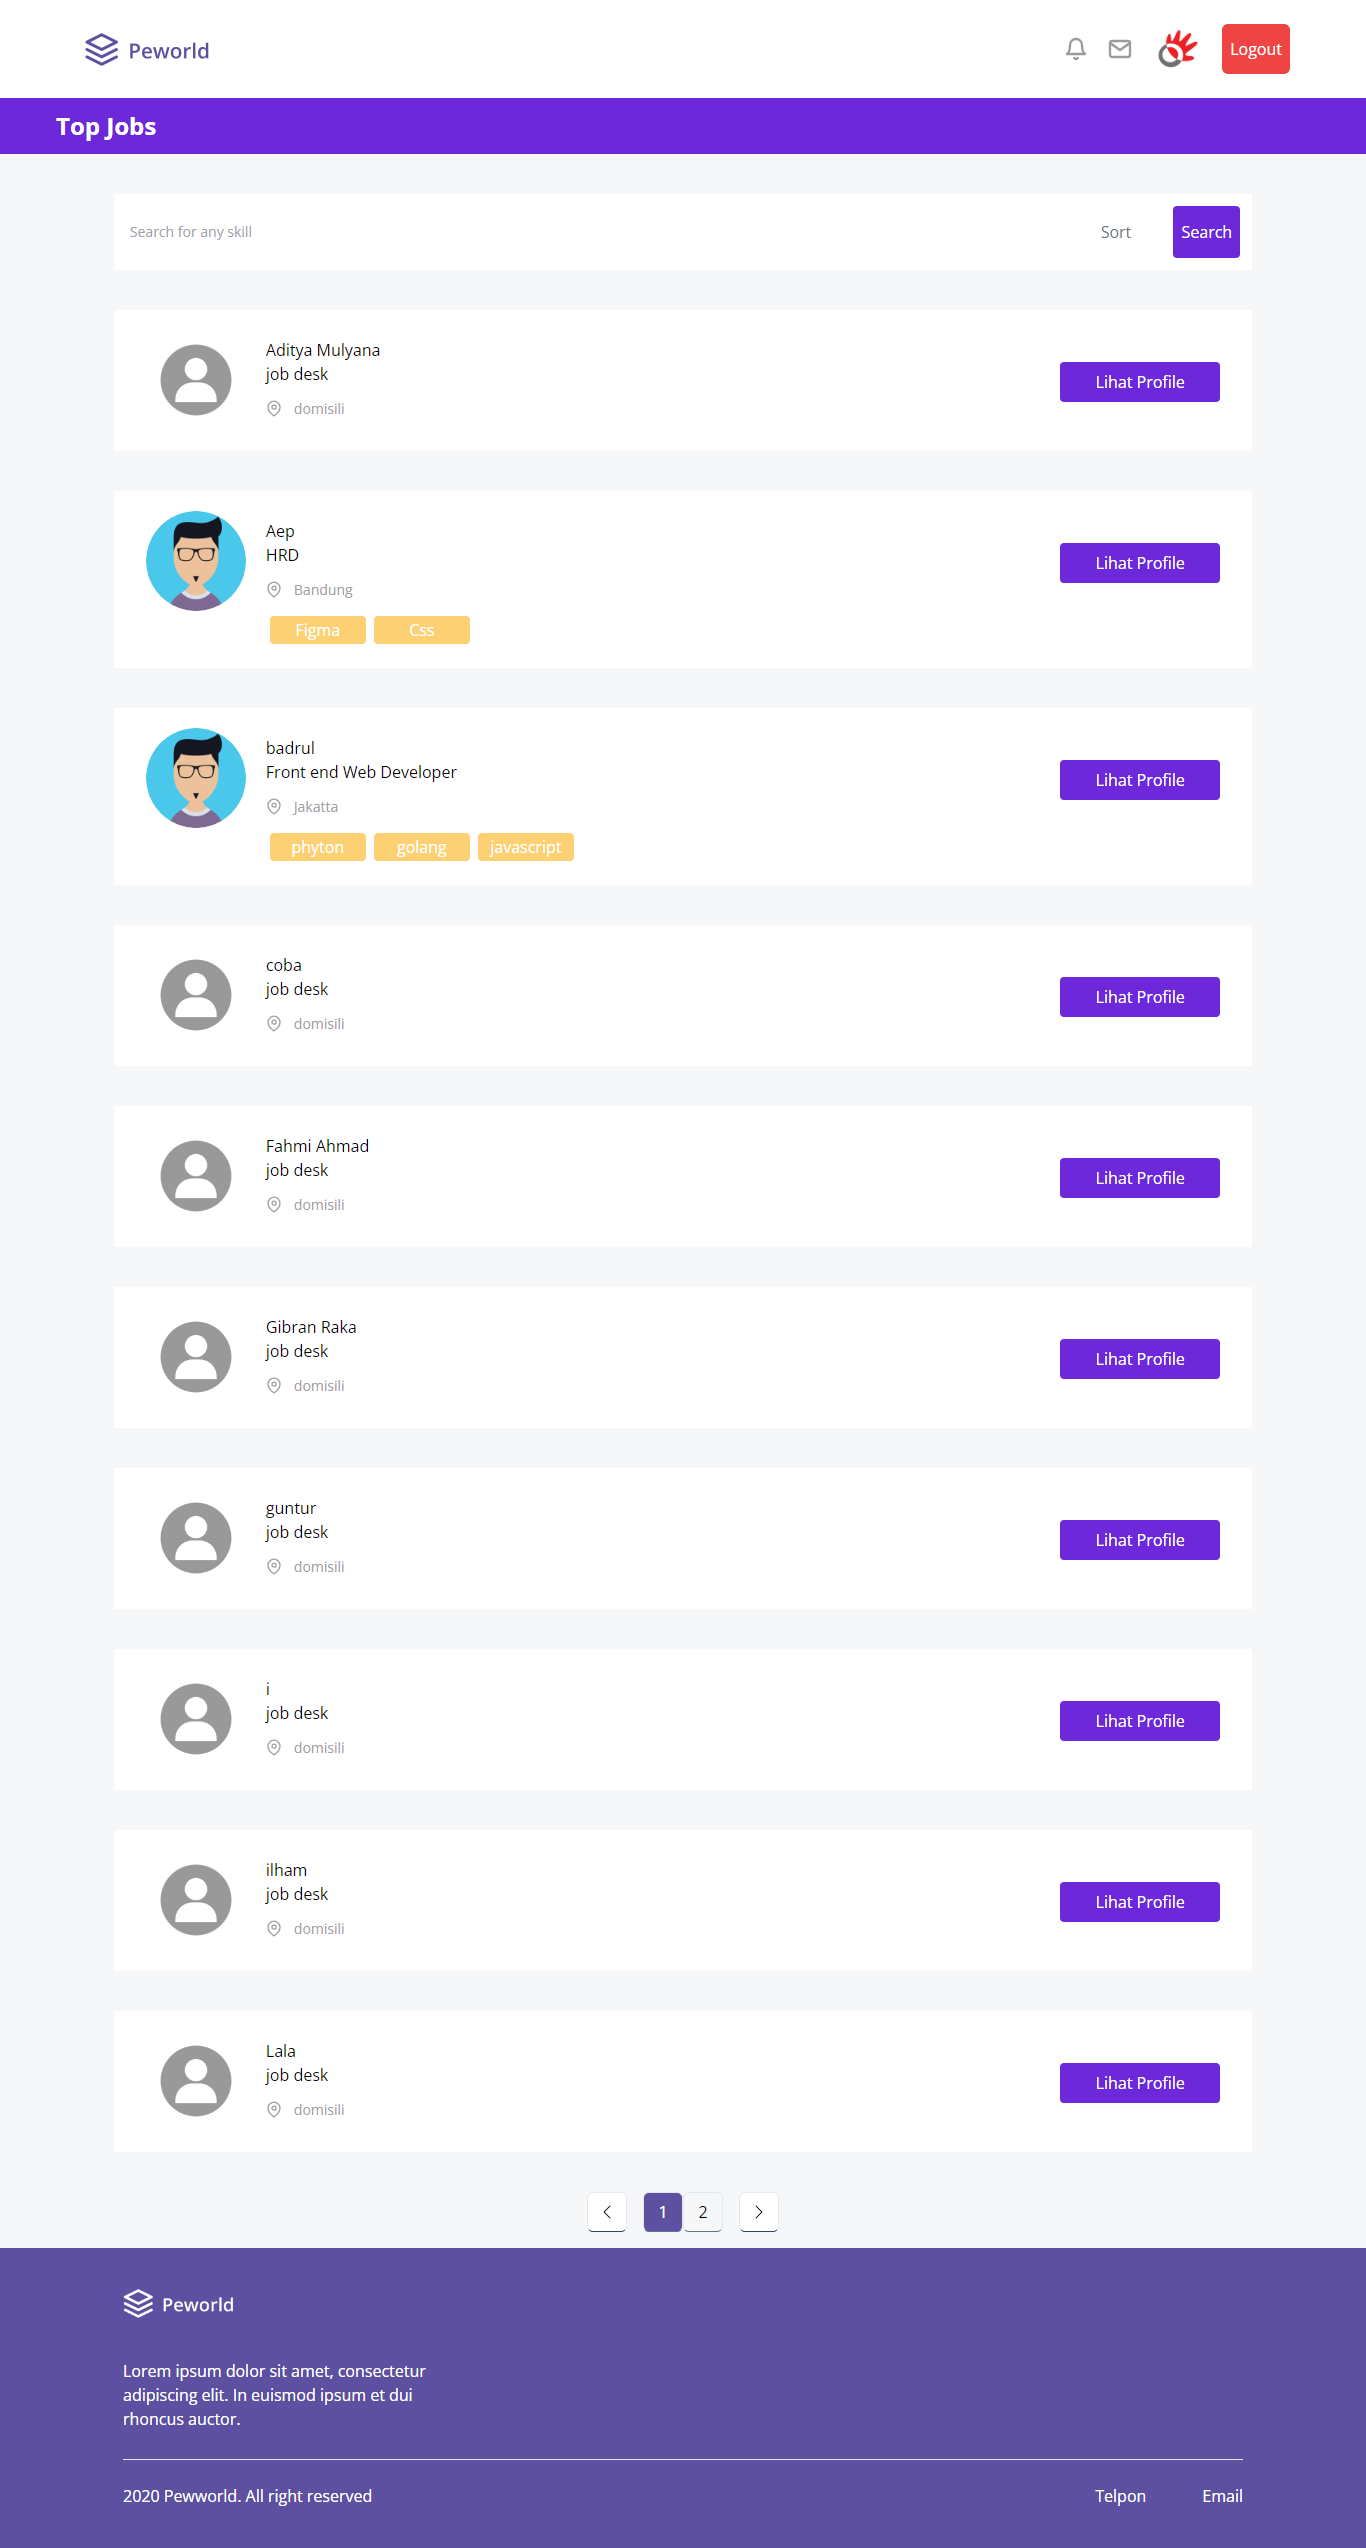 Peworld
Logout
Top Jobs
Search for any skill
Sort
Search
Aditya Mulyana
job desk
domisili
Lihat Profile
Aep
HRD
Bandung
Figma
Css
Lihat Profile
badrul
Front end Web Developer
Jakatta
phyton
golang
javascript
Lihat Profile
coba
job desk
domisili
Lihat Profile
Fahmi Ahmad
job desk
domisili
Lihat Profile
Gibran Raka
job desk
domisili
Lihat Profile
guntur
job desk
domisili
Lihat Profile
i
job desk
domisili
Lihat Profile
ilham
job desk
domisili
Lihat Profile
Lala
job desk
domisili
Lihat Profile
1
2
Peworld
Lorem ipsum dolor sit amet, consectetur
adipiscing elit. In euismod ipsum et dui
rhoncus auctor.
2020 Pewworld. All right reserved
Telpon
Email